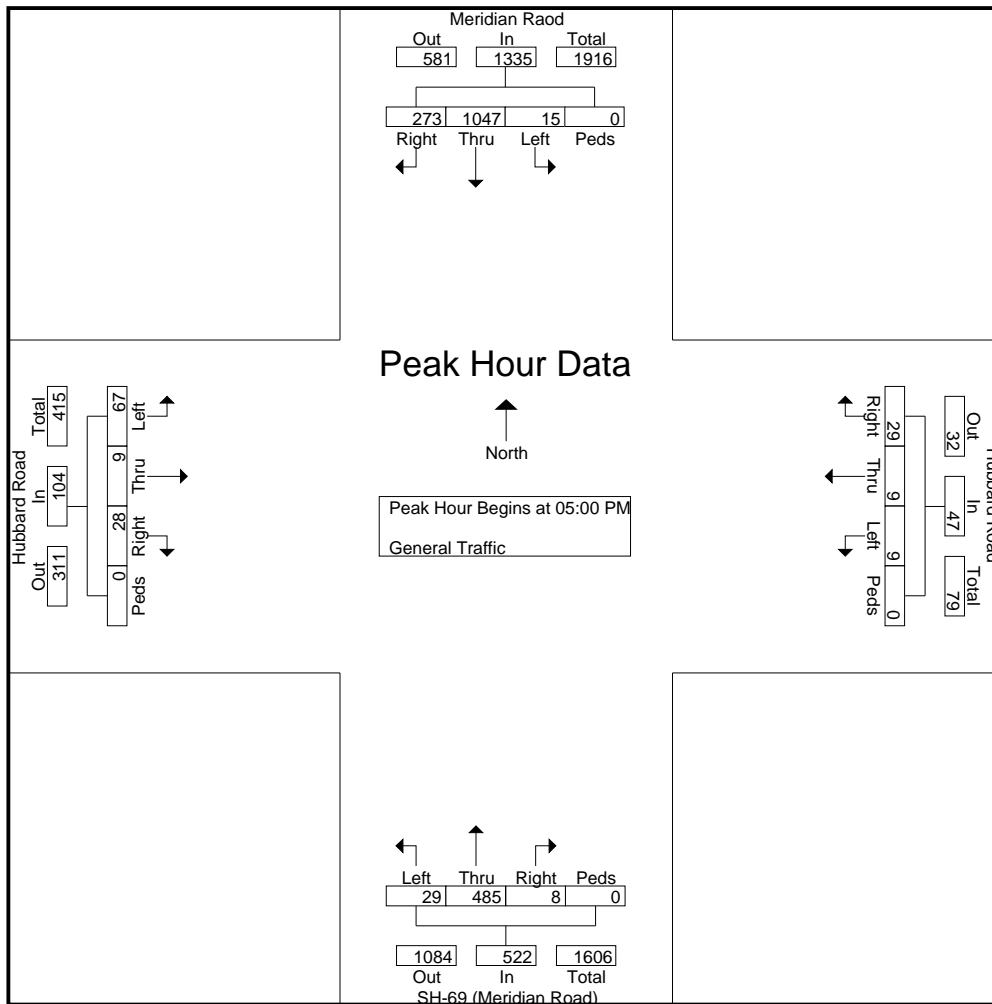 Meridian Raod
Out In Total
581 1335 1916
273 1047 15 0
Right Thru Left Peds
Peak Hour Data
North
Peak Hour Begins at 05:00 PM
General Traffic
Hubbard Road
Total In Out
415 104 311
67 9 28 0
Left Thru Right Peds
Hubbard Road
Out In Total
32 47 79
29 9 9 0
Right Thru Left Peds
Left Thru Right Peds
29 485 8 0
1084 522 1606
Out In Total
SH-69 (Meridian Road)